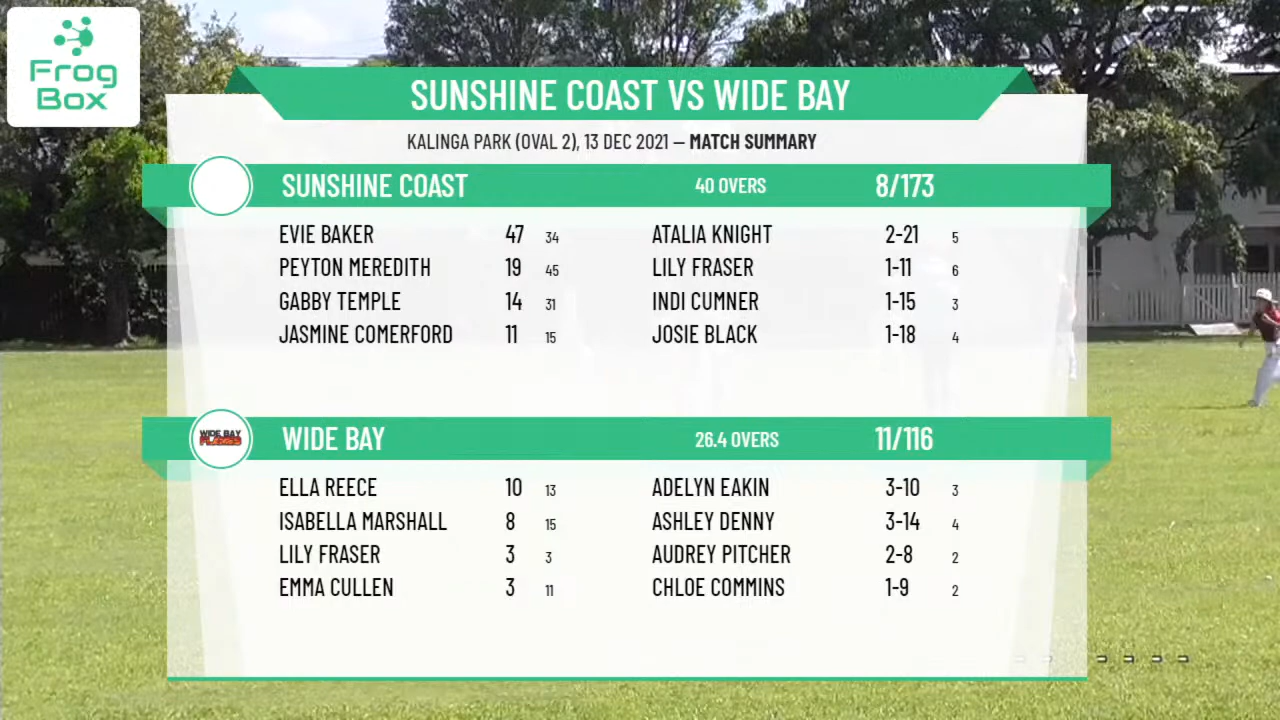 Frog
Box
SUNSHINE COAST VS WIDE BAY
KALINGA PARK (OVAL 2), 13 DEC 2021 – MATCH SUMMARY
SUNSHINE COAST 40 OVERS 8/173
EVIE BAKER 47 34 ATALIA KNIGHT 2-21 5
PEYTON MEREDITH 19 45 LILY FRASER 1-11 6
GABBY TEMPLE 14 31 INDI CUMNER 1-15 3
JASMINE COMERFORD 11 15 JOSIE BLACK 1-18 4
WIDE BAY WIDE BAY 26.4 OVERS 11/116
ELLA REECE 10 13 ADELYN EAKIN 3-10 3
ISABELLA MARSHALL 8 15 ASHLEY DENNY 3-14 4
LILY FRASER 3 3 AUDREY PITCHER 2-8 2
EMMA CULLEN 3 11 CHLOE COMMINS 1-9 2